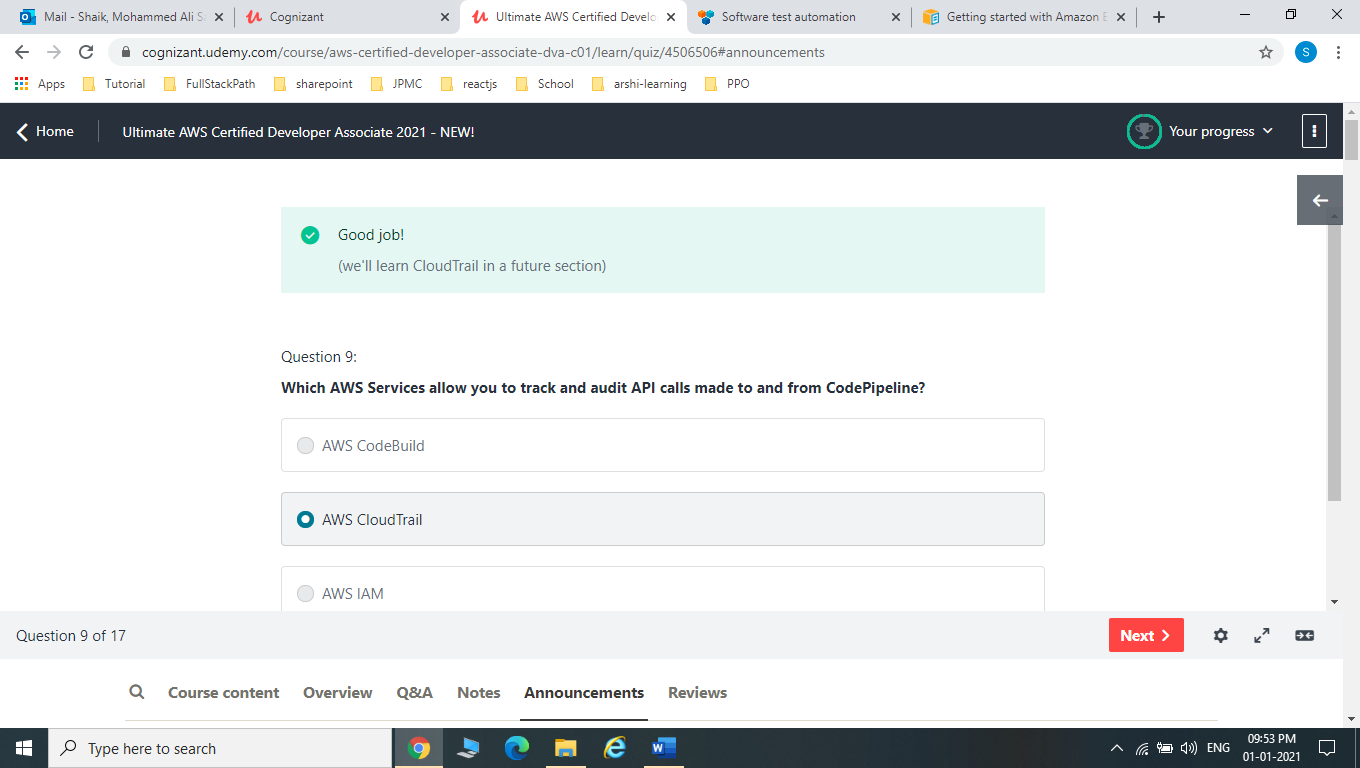 Mail - Shaik, Mohammed Ali S
Cognizant
Ultimate AWS Certified Develo
Software test automation
Getting started with Amazon E
cognizant.udemy.com/course/aws-certified-developer-associate-dva-c01/learn/quiz/4506506#announcements
S
Apps
Tutorial
FullStackPath
sharepoint
JPMC
reactjs
School
arshi-learning
PPO
Home
Ultimate AWS Certified Developer Associate 2021 - NEW!
Your progress
Good job!
(we'll learn CloudTrail in a future section)
Question 9:
Which AWS Services allow you to track and audit API calls made to and from CodePipeline?
AWS CodeBuild
AWS CloudTrail
AWS IAM
Question 9 of 17
Next
Course content
Overview
Q&A
Notes
Announcements
Reviews
Type here to search
ENG
09:53 PM
01-01-2021